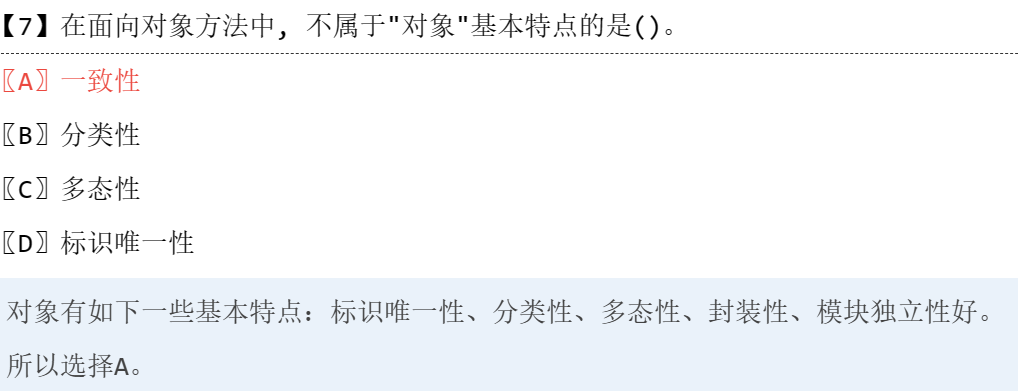 【7】在面向对象方法中, 不属于"对象"基本特点的是()。
〖A〗一致性
〖B〗分类性
〖C〗多态性
〖D〗标识唯一性
对象有如下一些基本特点：标识唯一性、分类性、多态性、封装性、模块独立性好。
所以选择A。